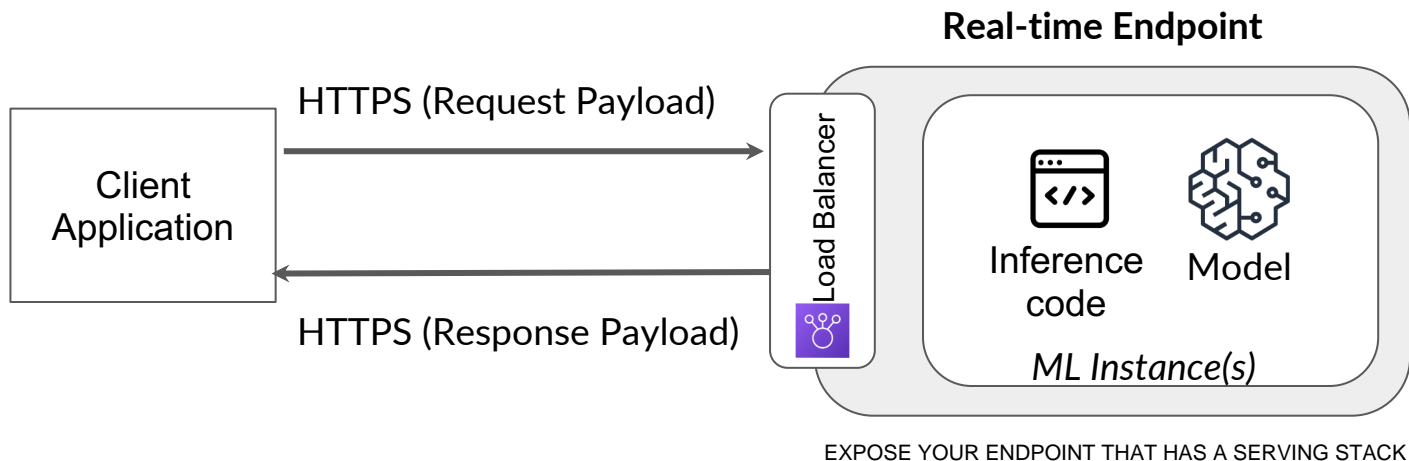 Real-time Endpoint
HTTPS (Request Payload)
Client
Application
Load Balancer
</>
Inference
code
Model
HTTPS (Response Payload)
ML Instance(s)
EXPOSE YOUR ENDPOINT THAT HAS A SERVING STACK